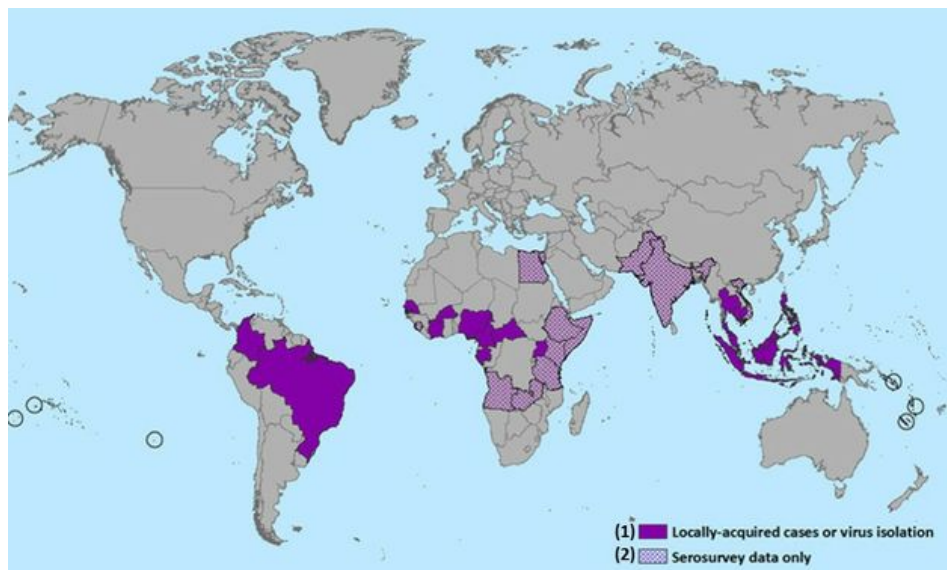 (1) Locally-acquired cases or virus isolation
(2) Serosurvey data only